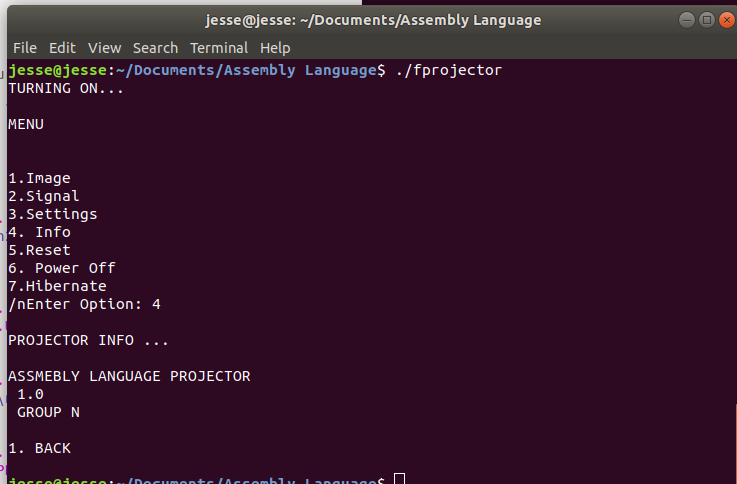 jesse@jesse: ~/Documents/Assembly Language
File Edit View Search Terminal Help
jesse@jesse:~/Documents/Assembly Language$ ./fprojector
TURNING ON...
MENU
1.Image
2.Signal
3.Settings
4. Info
5.Reset
6. Power Off
7.Hibernate
/nEnter Option: 4
PROJECTOR INFO ...
ASSMEBLY LANGUAGE PROJECTOR
1.0
GROUP N
1. BACK
jesse@jesse:~/Documents/Assembly Language$